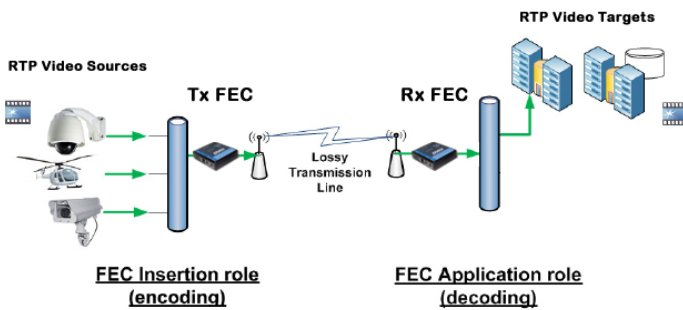 RTP Video Targets
RTP Video Sources
Tx FEC
Rx FEC
Lossy
Transmission
Line
FEC Insertion role
(encoding)
FEC Application role
(decoding)